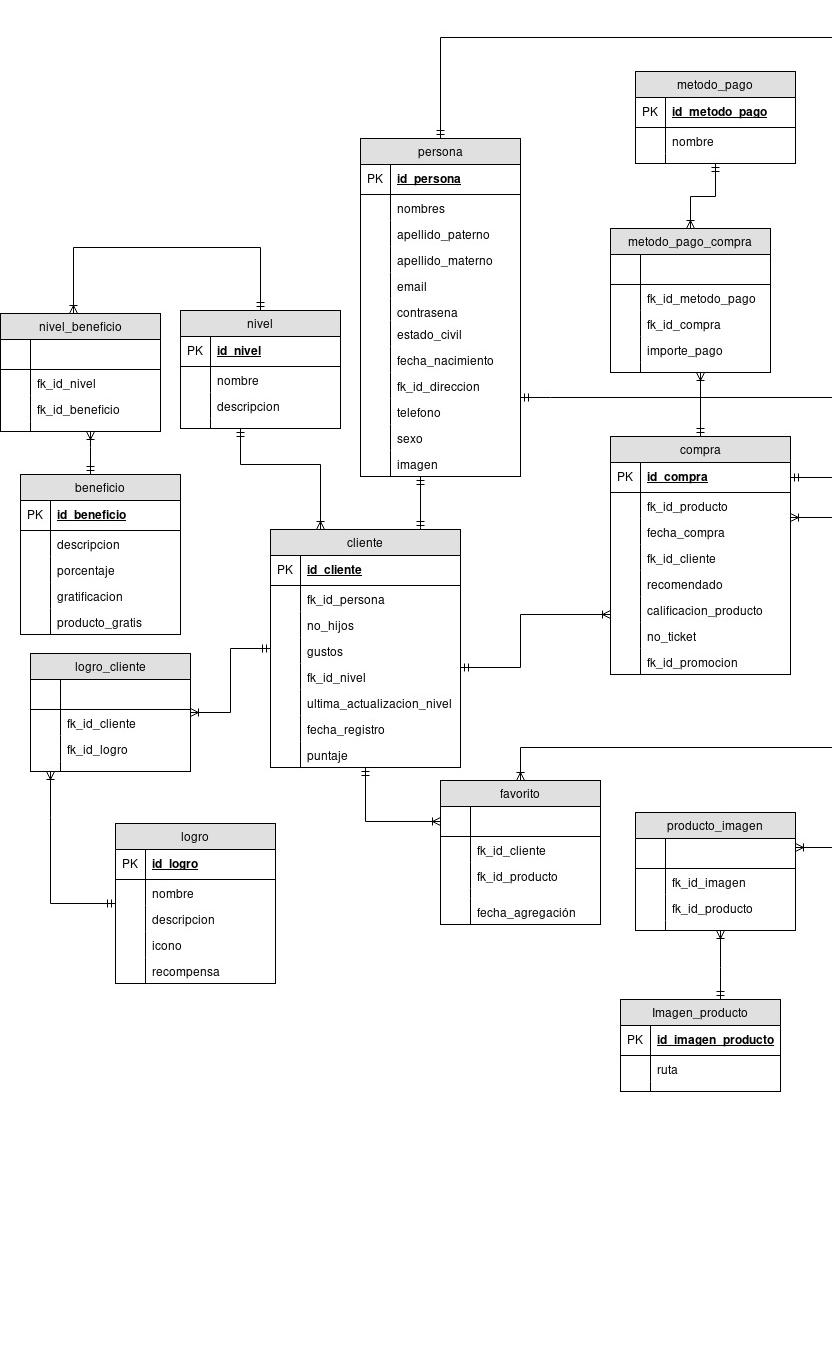 metodo_pago
PK id_metodo_pago
nombre
persona
PK id_persona
nombres
apellido_paterno
apellido_materno
email
contrasena
estado_civil
fecha_nacimiento
fk_id_direccion
telefono
sexo
imagen
metodo_pago_compra
fk_id_metodo_pago
fk_id_compra
importe_pago
nivel_beneficio
fk_id_nivel
fk_id_beneficio
nivel
PK id_nivel
nombre
descripcion
compra
PK id_compra
fk_id_producto
fecha_compra
fk_id_cliente
recomendado
calificacion_producto
no_ticket
fk_id_promocion
beneficio
PK id_beneficio
descripcion
porcentaje
gratificacion
producto_gratis
cliente
PK id_cliente
fk_id_persona
no_hijos
gustos
fk_id_nivel
ultima_actualizacion_nivel
fecha_registro
puntaje
logro_cliente
fk_id_cliente
fk_id_logro
favorito
fk_id_cliente
fk_id_producto
fecha_agregación
producto_imagen
fk_id_imagen
fk_id_producto
logro
PK id_logro
nombre
descripcion
icono
recompensa
Imagen_producto
PK id_imagen_producto
ruta